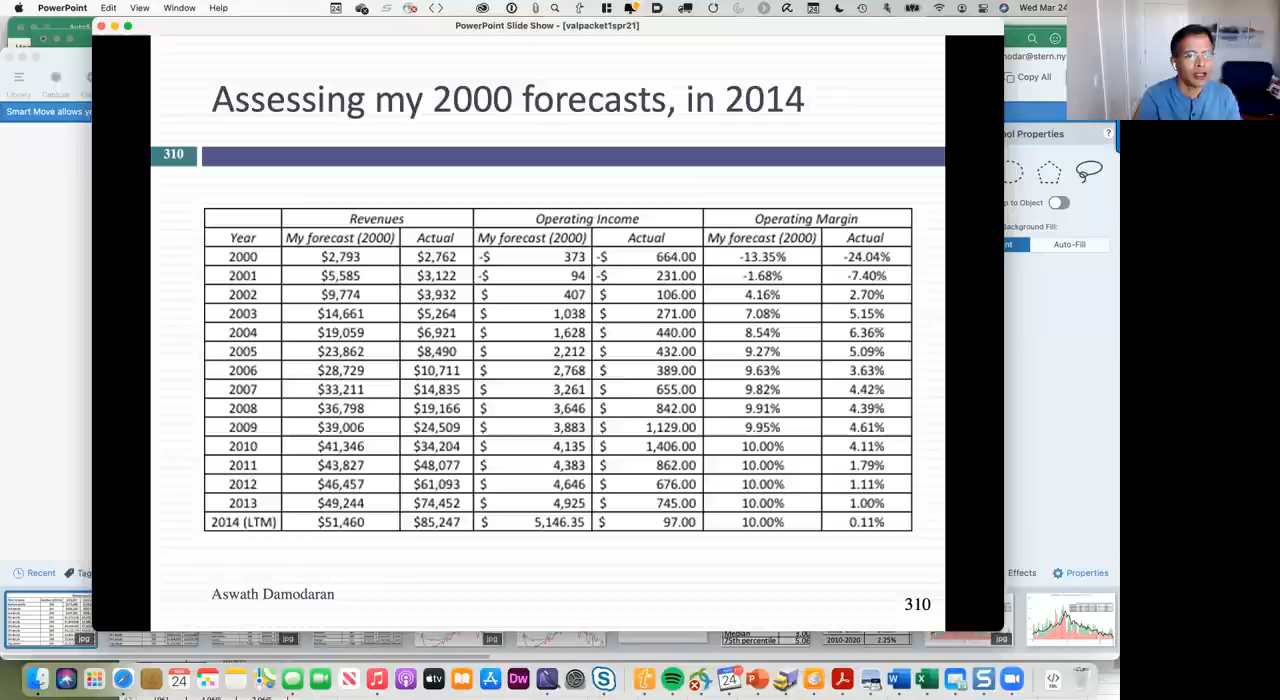 PowerPoint Edit View Window Help Wed Mar 24
PowerPoint Slide Show - [valpacket1spr21]
Smart Move allows
Copy All
Assessing my 2000 forecasts, in 2014
310
Properties
Revenues Operating Income Operating Margin
Year My forecast (2000) Actual My forecast (2000) Actual My forecast (2000) Actual
2000 $2,793 $2,762 -$ 373 -$ 664.00 -13.35% -24.04%
2001 $5,585 $3,122 -$ 94 -$ 231.00 -1.68% -7.40%
2002 $9,774 $3,932 $ 407 $ 106.00 4.16% 2.70%
2003 $14,661 $5,264 $ 1,038 $ 271.00 7.08% 5.15%
2004 $19,059 $6,921 $ 1,628 $ 440.00 8.54% 6.36%
2005 $23,862 $8,490 $ 2,212 $ 432.00 9.27% 5.09%
2006 $28,729 $10,711 $ 2,768 $ 389.00 9.63% 3.63%
2007 $33,211 $14,835 $ 3,261 $ 655.00 9.82% 4.42%
2008 $36,798 $19,166 $ 3,646 $ 842.00 9.91% 4.39%
2009 $39,006 $24,509 $ 3,883 $ 1,129.00 9.95% 4.61%
2010 $41,346 $34,204 $ 4,135 $ 1,406.00 10.00% 4.11%
2011 $43,827 $48,077 $ 4,383 $ 862.00 10.00% 1.79%
2012 $46,457 $61,093 $ 4,646 $ 676.00 10.00% 1.11%
2013 $49,244 $74,452 $ 4,925 $ 745.00 10.00% 1.00%
2014 (LTM) $51,460 $85,247 $ 5,146.35 $ 97.00 10.00% 0.11%
Fill:
Auto-Fill
Aswath Damodaran
310
Recent Tag Effects Properties
jpg jpg jpg jpg jpg
75th percentile 2010-2020 2.25%